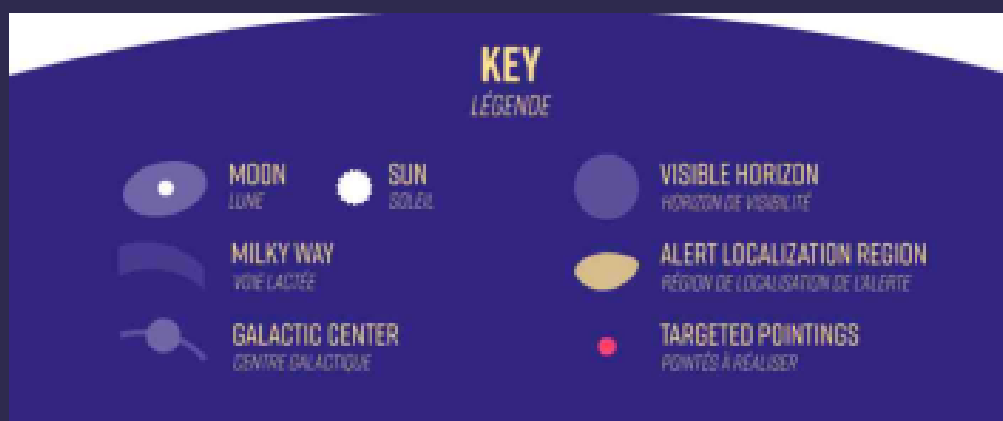 KEY
LÉGENDE
MOON
LUNE
SUN
SOLEIL
MILKY WAY
VOIE LACTÉE
GALACTIC CENTER
CENTRE GALACTIQUE
VISIBLE HORIZON
HORIZON DE VISIBILITÉ
ALERT LOCALIZATION REGION
RÉGION DE LOCALISATION DE L'ALERTE
TARGETED POINTINGS
POINTÉS À RÉALISER